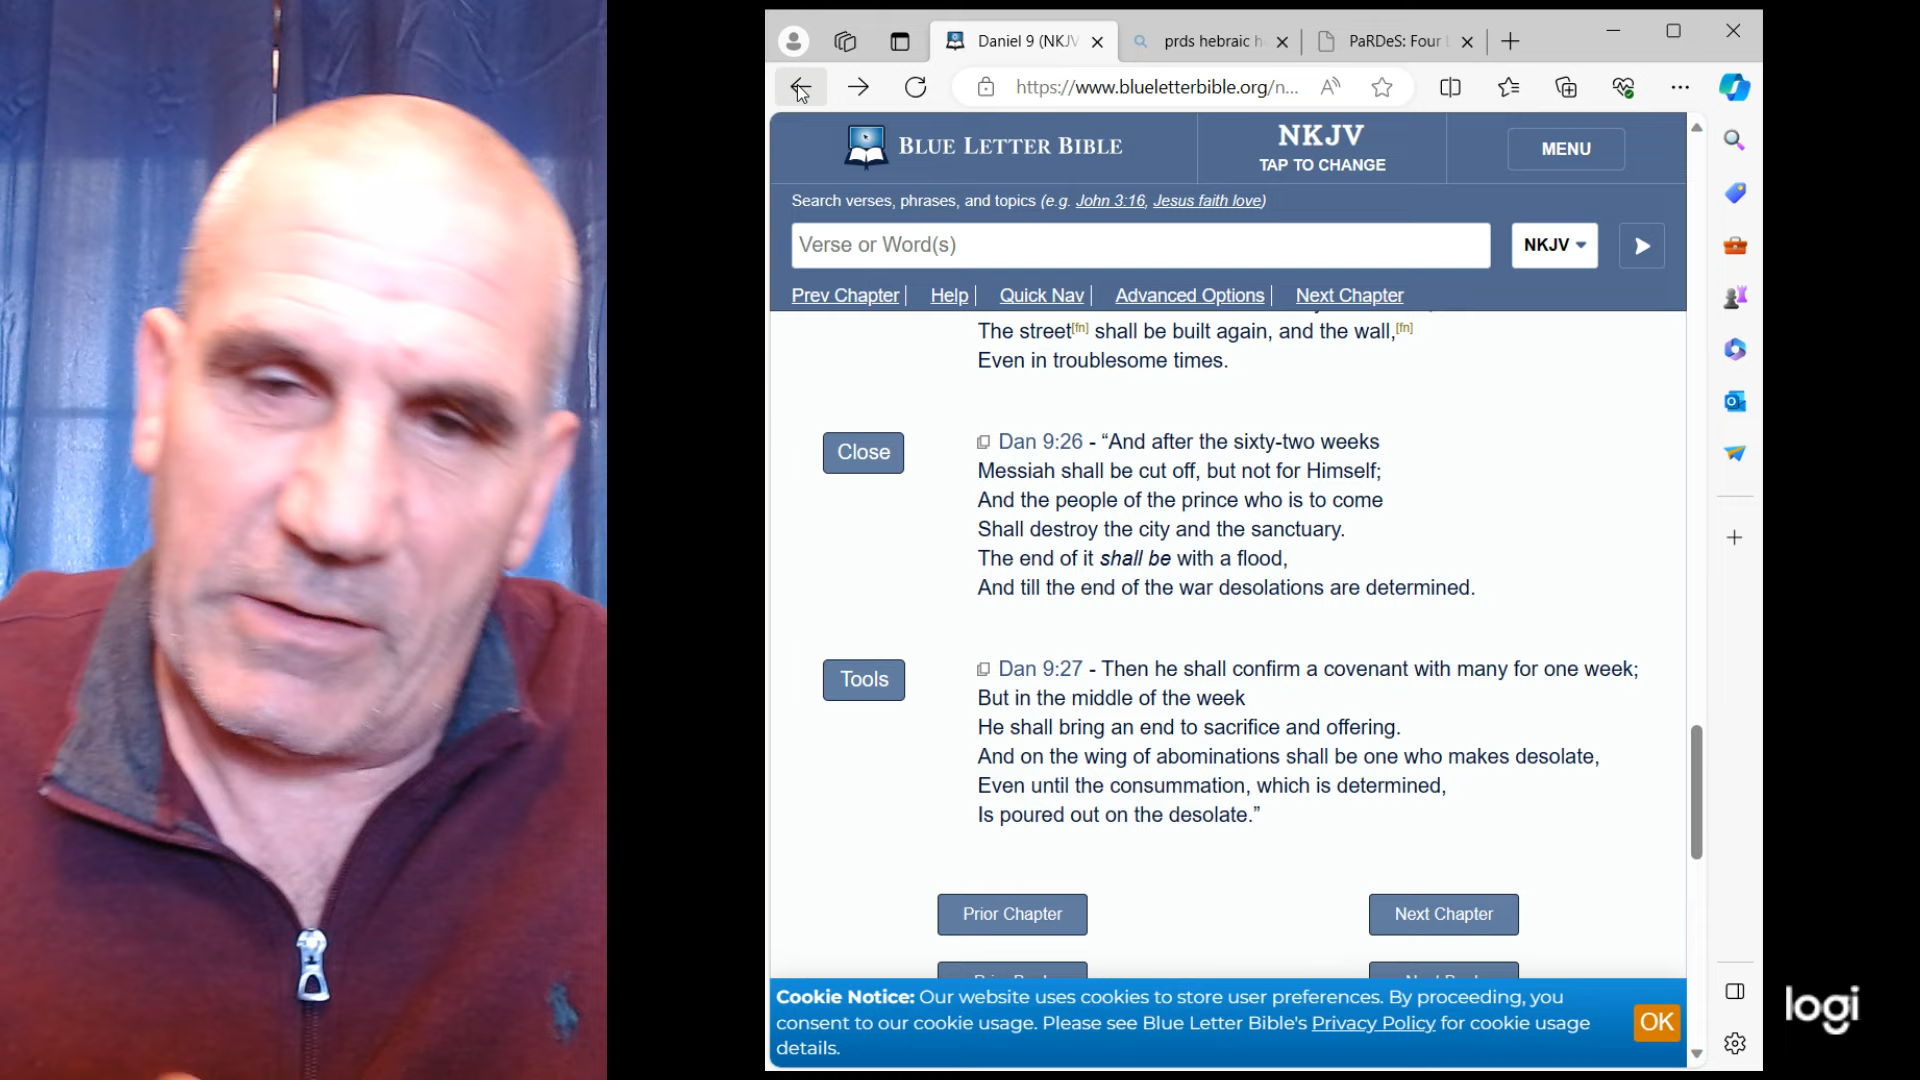 Daniel 9 (NKJV
prds hebraic h
PaRDeS: Four
https://www.blueletterbible.org/n...
BLUE LETTER BIBLE
NKJV
TAP TO CHANGE
MENU
Search verses, phrases, and topics (e.g. John 3:16, Jesus faith love)
Verse or Word(s)
NKJV
Prev Chapter
Help
Quick Nav
Advanced Options
Next Chapter
The street[fn] shall be built again, and the wall,[fn]
Even in troublesome times.
Close
Dan 9:26 - “And after the sixty-two weeks
Messiah shall be cut off, but not for Himself;
And the people of the prince who is to come
Shall destroy the city and the sanctuary.
The end of it shall be with a flood,
And till the end of the war desolations are determined.
Tools
Dan 9:27 - Then he shall confirm a covenant with many for one week;
But in the middle of the week
He shall bring an end to sacrifice and offering.
And on the wing of abominations shall be one who makes desolate,
Even until the consummation, which is determined,
Is poured out on the desolate.”
Prior Chapter
Next Chapter
Cookie Notice: Our website uses cookies to store user preferences. By proceeding, you
consent to our cookie usage. Please see Blue Letter Bible's Privacy Policy for cookie usage
details.
OK
logi